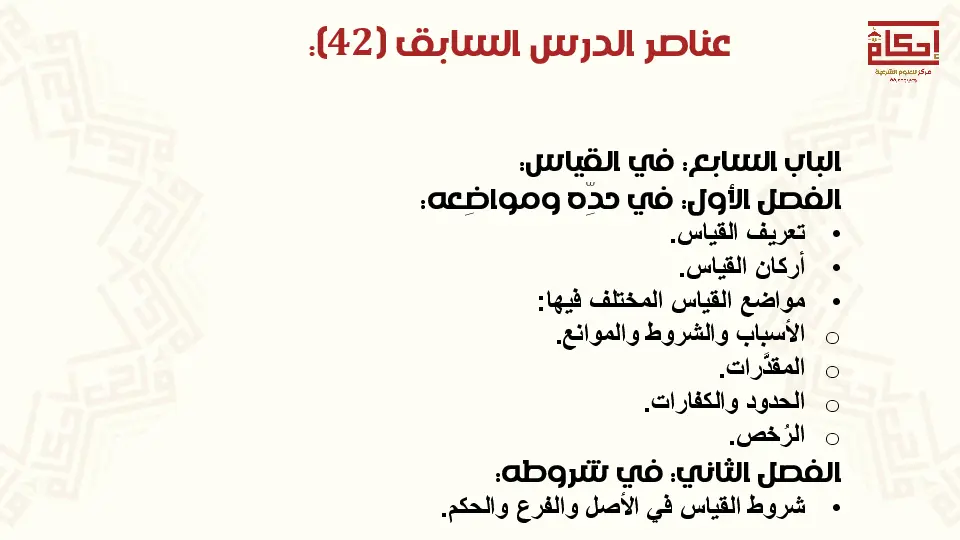 عناصر الدرس السابق (42):
إحكام
مركز للعلوم الشرعية
الباب السابع: في القياس:
الفصل الأول: في حدِّه ومواضِعه:
• تعريف القياس.
• أركان القياس.
• مواضع القياس المختلف فيها:
o الأسباب والشروط والموانع.
o المقدَّرات.
o الحدود والكفارات.
o الرُخص.
الفصل الثاني: في شروطه:
• شروط القياس في الأصل والفرع والحكم.